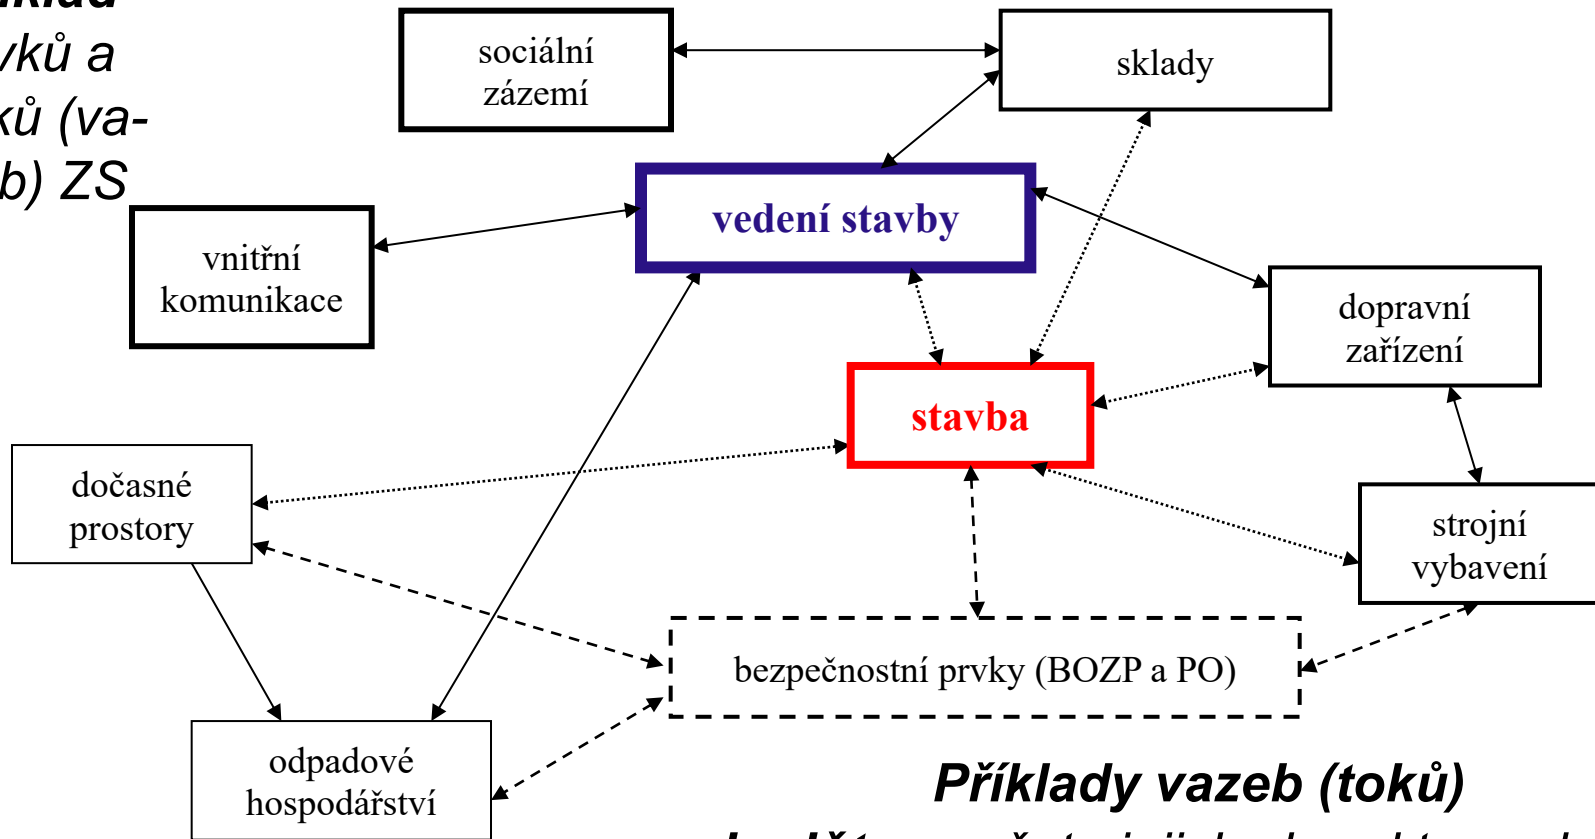 vků a
ků (va-
b) ZS
sociální
zázemí
sklady
vedení stavby
vnitřní
komunikace
dopravní
zařízení
stavba
dočasné
prostory
strojní
vybavení
bezpečnostní prvky (BOZP a PO)
odpadové
hospodářství
Příklady vazeb (toků)